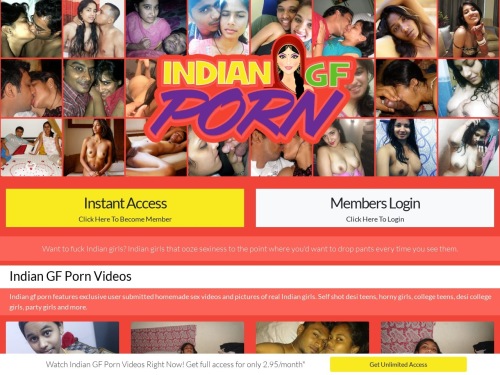 INDIAN GF
PORN
Instant Access
Click Here To Become Member
Members Login
Click Here To Login
Want to fuck Indian girls? Indian girls that ooze sexiness to the point where you'd want to drop pants every time you see them.
Indian GF Porn Videos
Indian gf porn features exclusive user submitted homemade sex videos and pictures of real Indian girls. Self shot desi teens, horny girls, college teens, desi college
girls, party girls and more.
Watch Indian GF Porn Videos Right Now! Get full access for only 2.95/month*
Get Unlimited Access